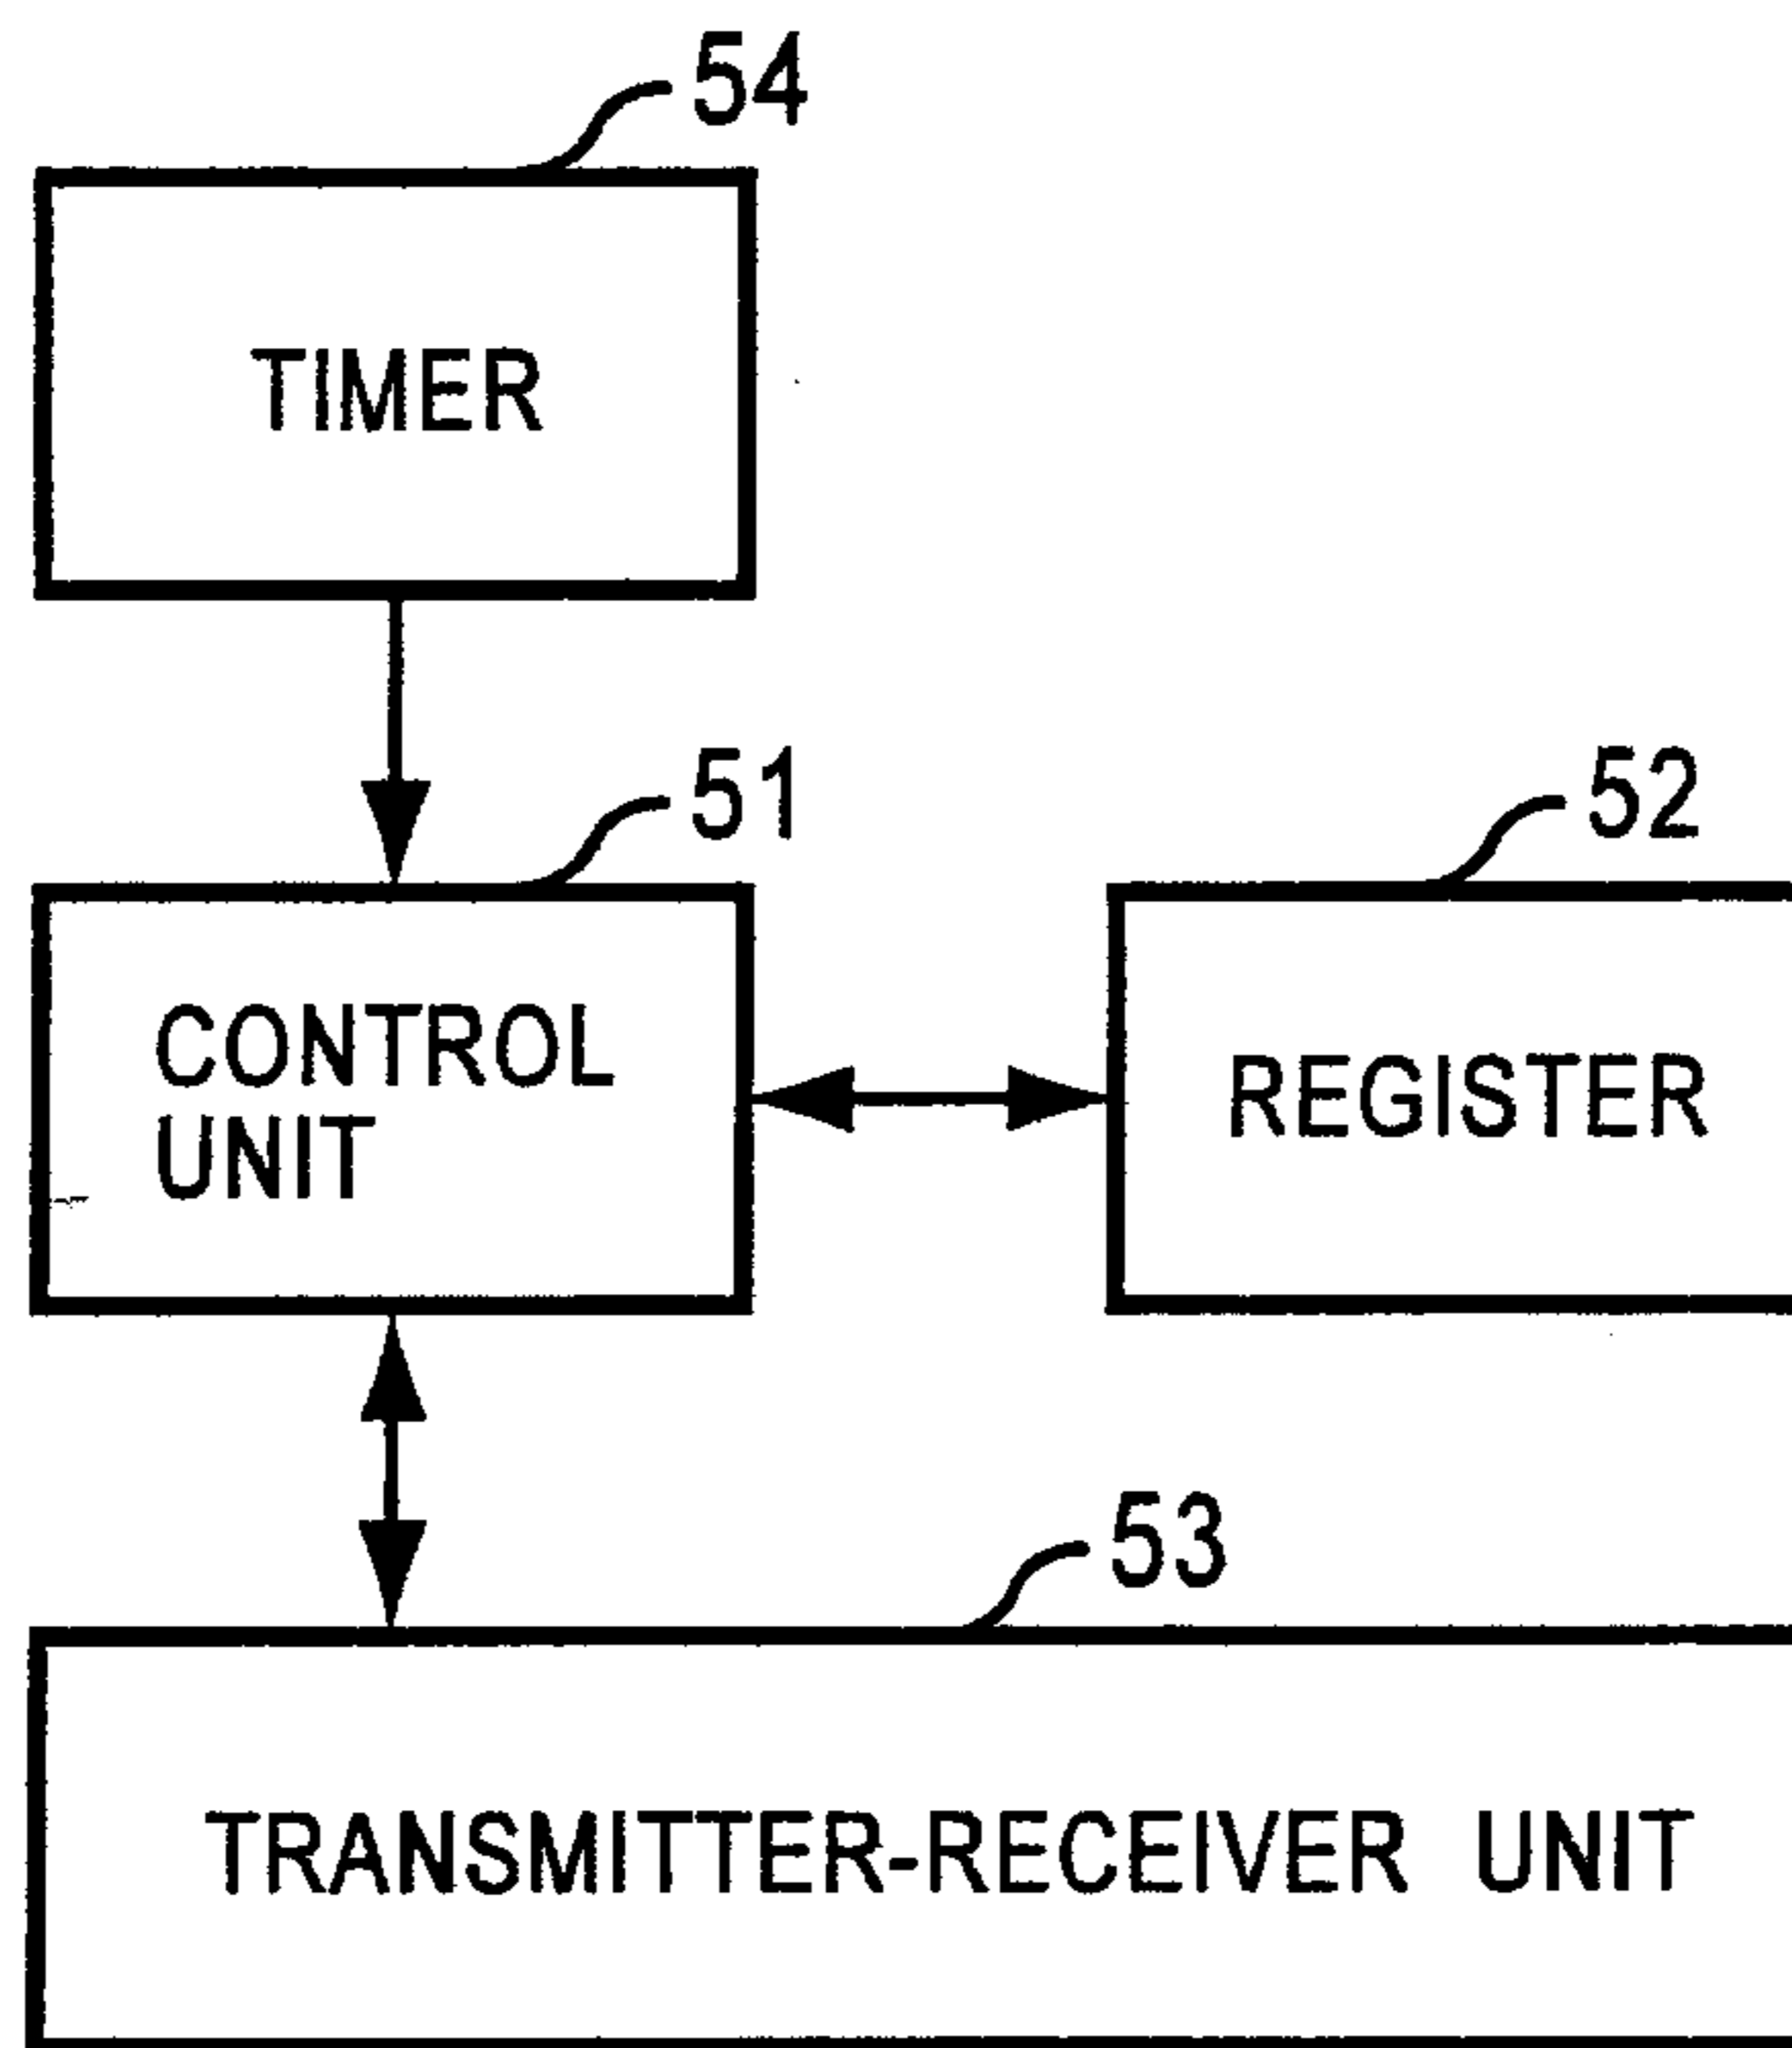 54
TIMER
51
52
CONTROL
UNIT
REGISTER
53
TRANSMITTER-RECEIVER UNIT